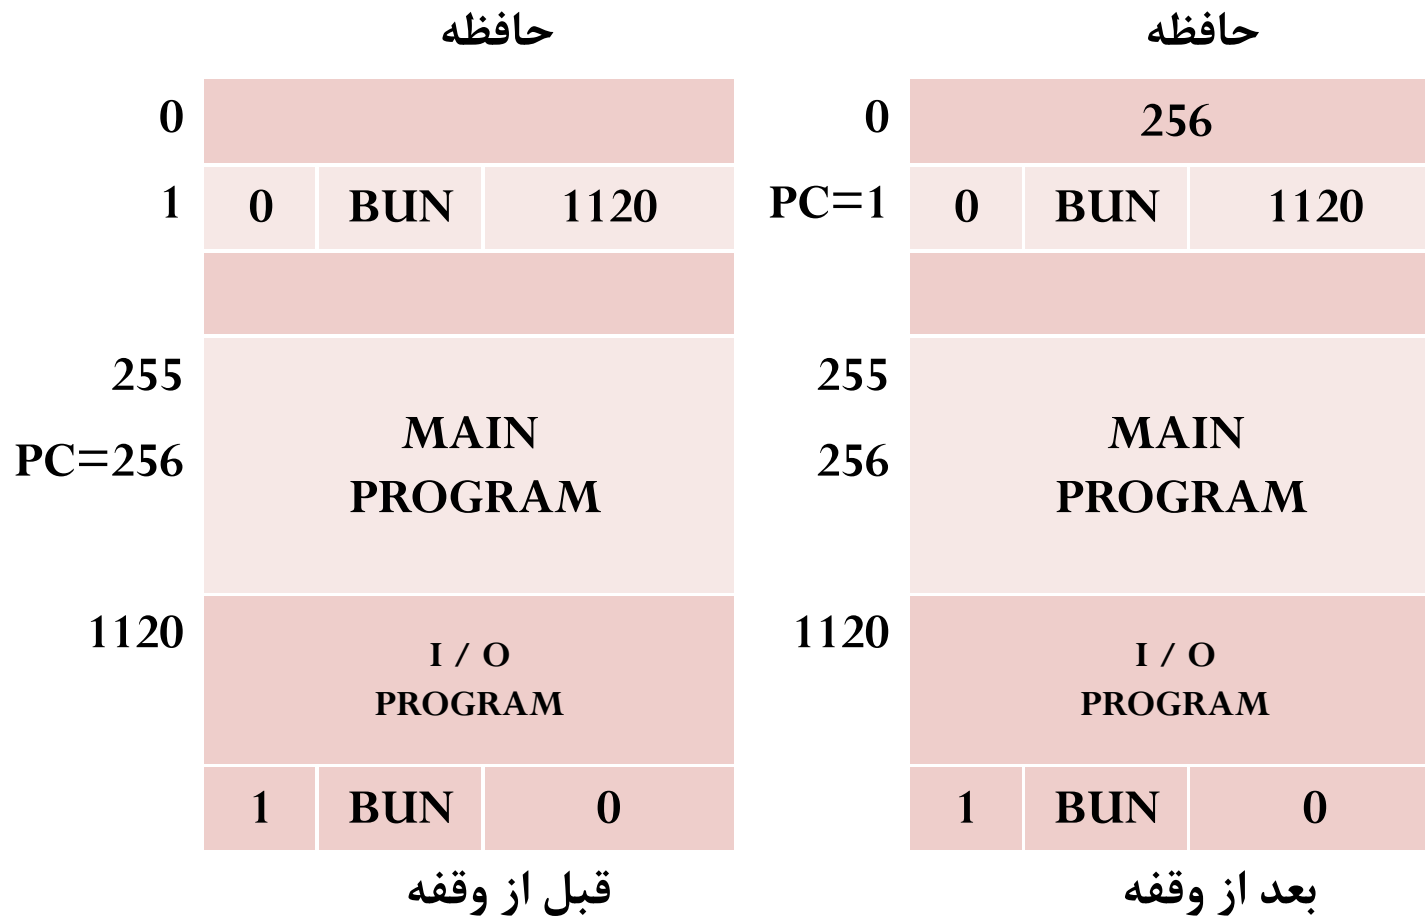 حافظه
0
1 0 BUN 1120
255
MAIN
PC=256
PROGRAM
1120
I / O
PROGRAM
1 BUN 0
قبل از وقفه
حافظه
0 256
PC=1 0 BUN 1120
255
MAIN
256
PROGRAM
1120
I / O
PROGRAM
1 BUN 0
بعد از وقفه